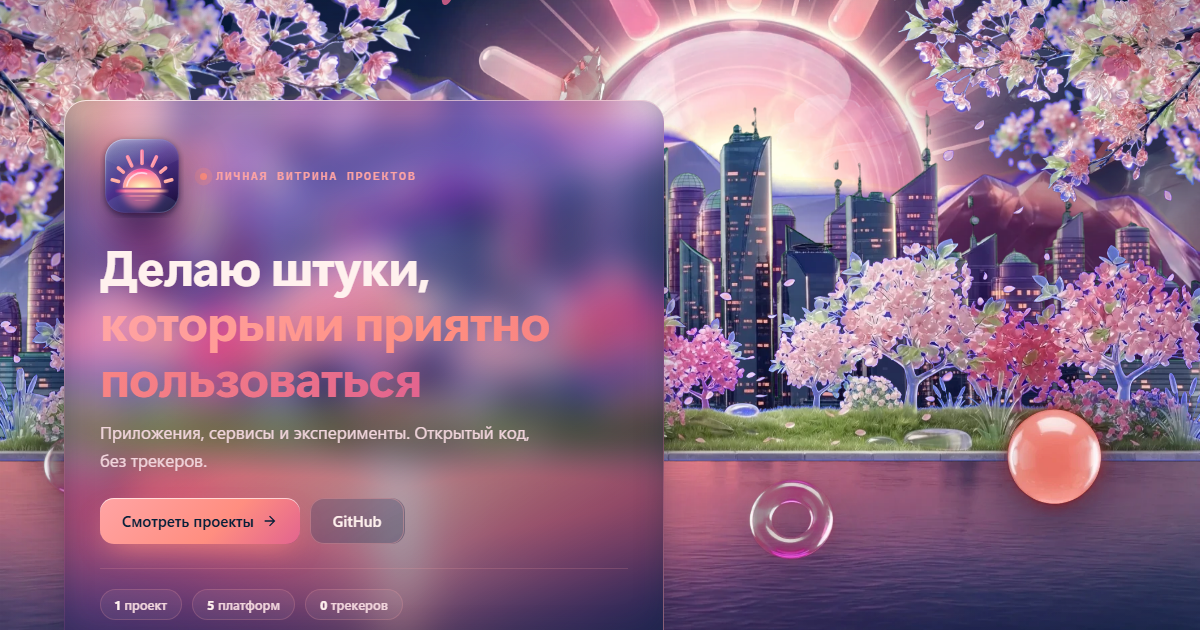 ЛИЧНАЯ ВИТРИНА ПРОЕКТОВ
Делаю штуки,
которыми приятно
пользоваться
Приложения, сервисы и эксперименты. Открытый код,
без трекеров.
Смотреть проекты →
GitHub
1 проект
5 платформ
0 трекеров